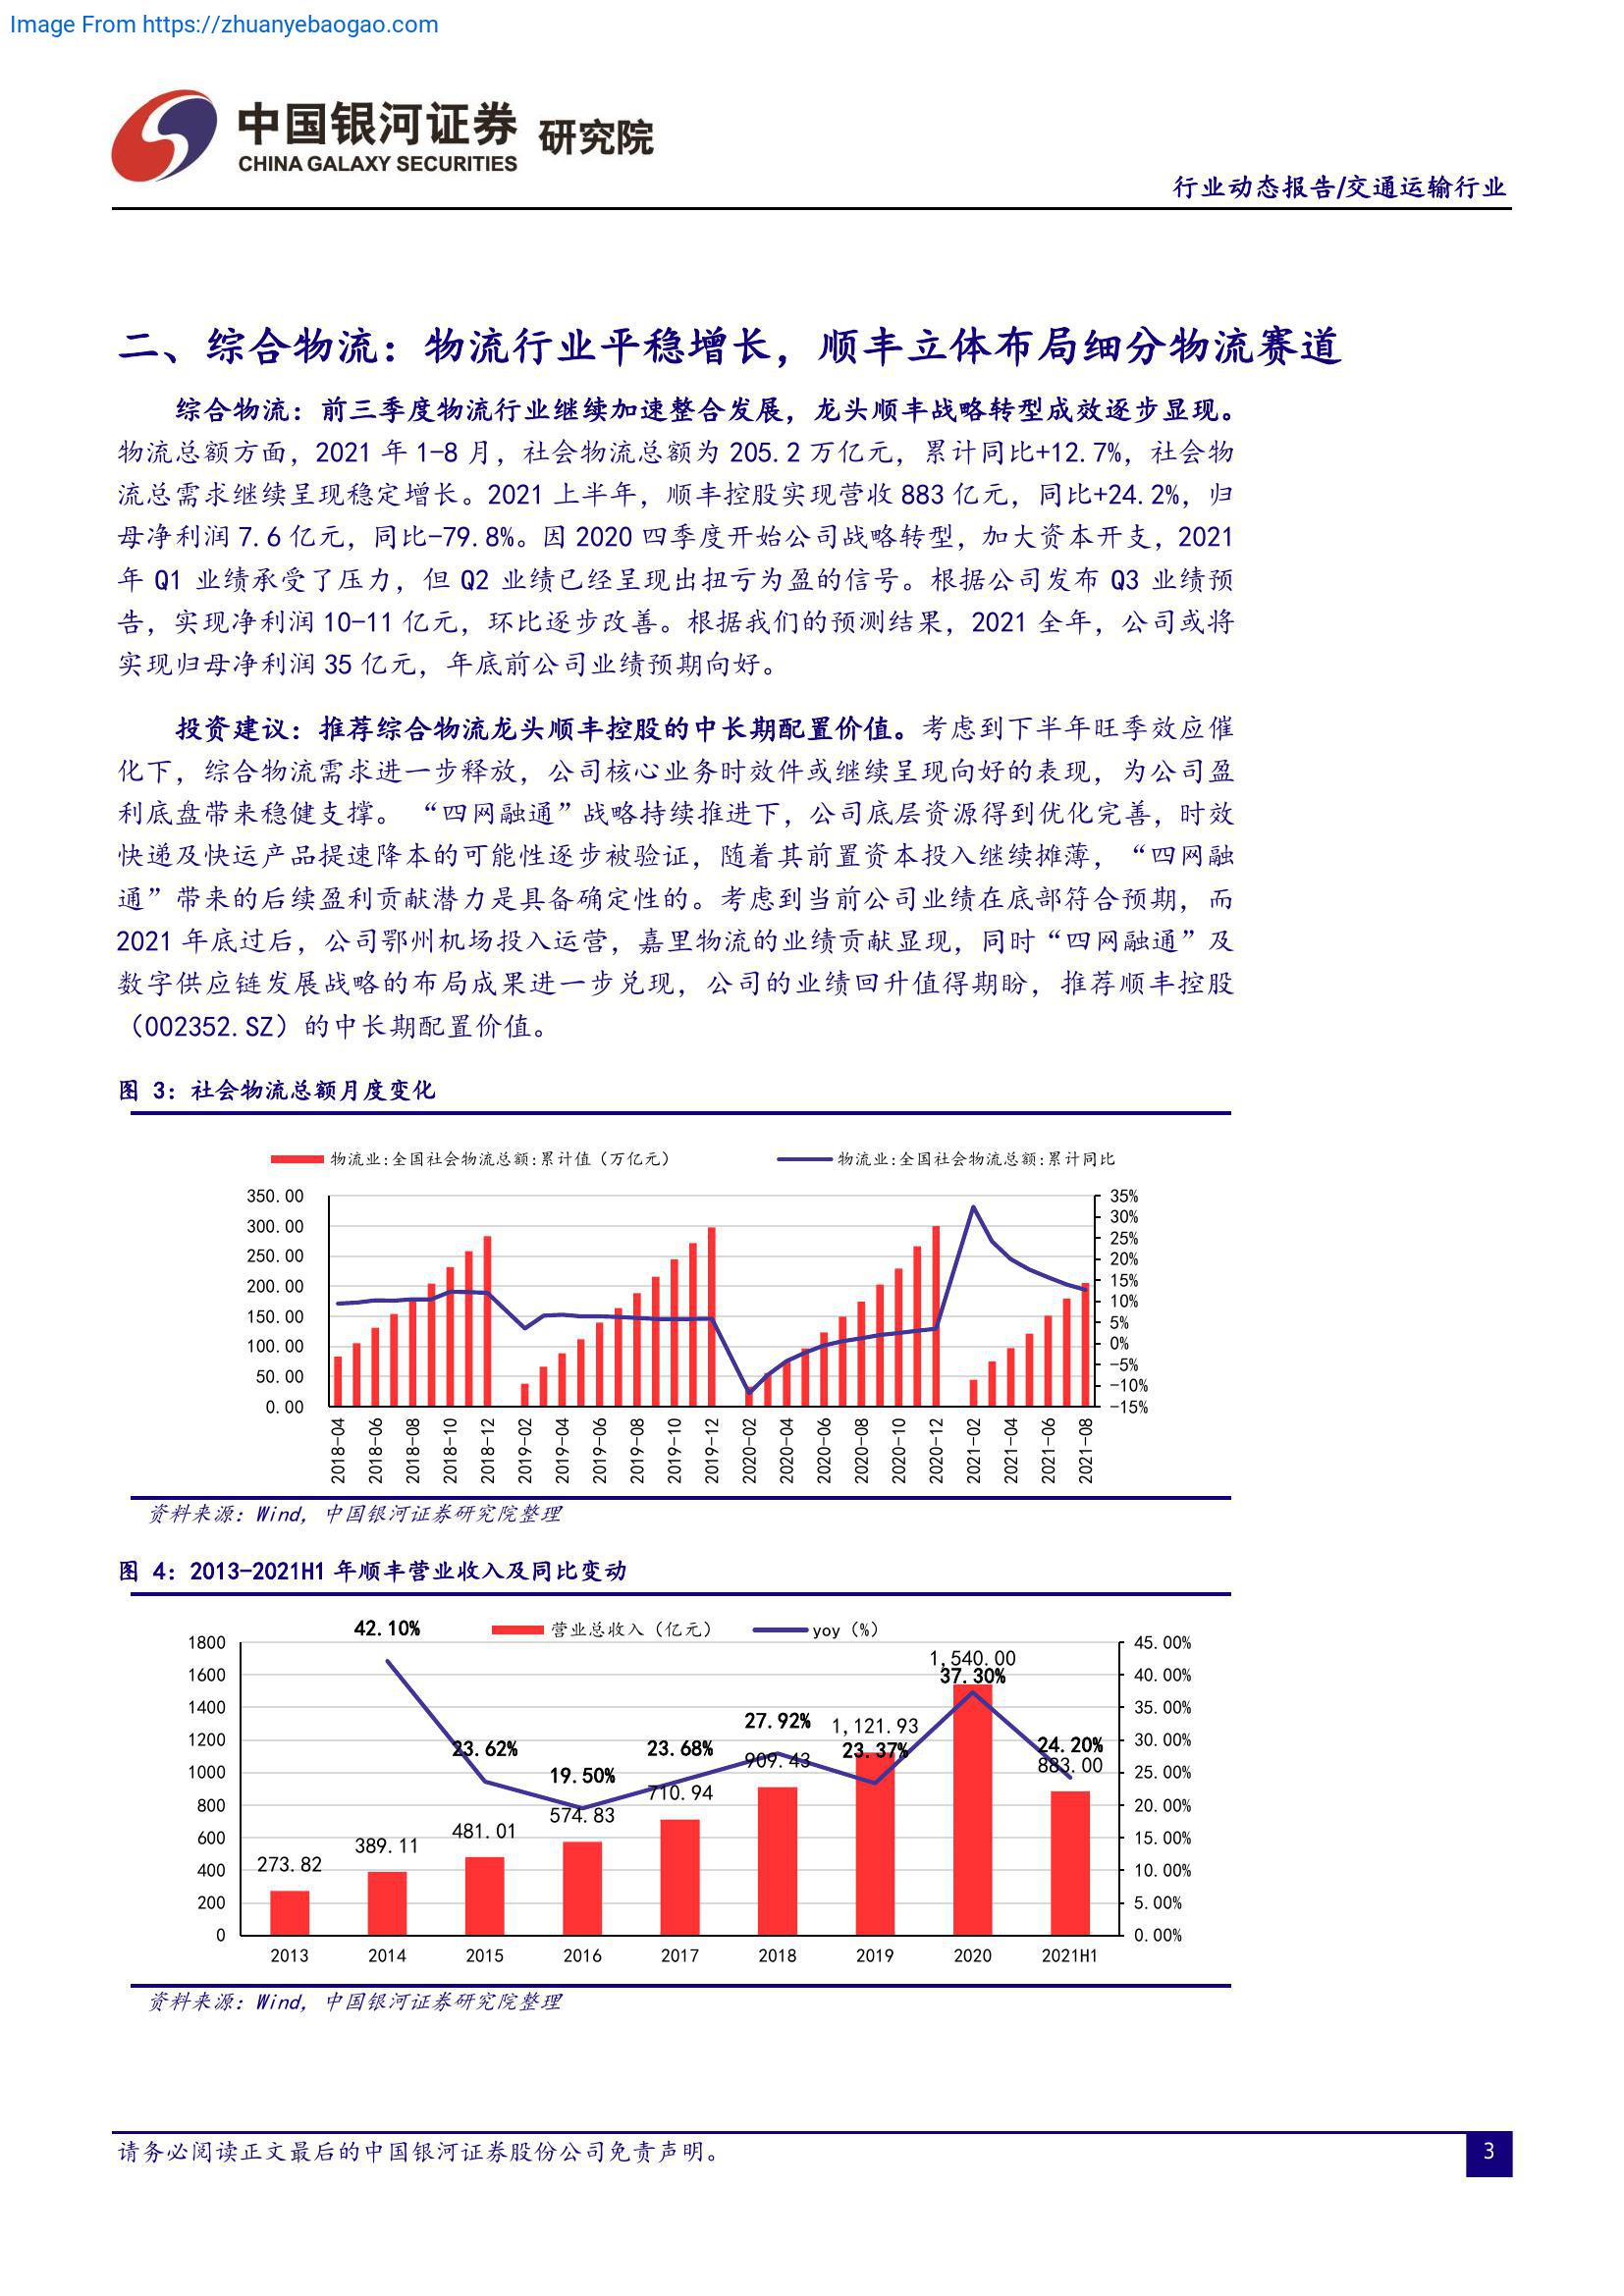 Image From https://zhuanyebaogao.com
中国银河证券 研究院
CHINA GALAXY SECURITIES
行业动态报告/交通运输行业
二、综合物流：物流行业平稳增长，顺丰立体布局细分物流赛道
综合物流：前三季度物流行业继续加速整合发展，龙头顺丰战略转型成效逐步显现。
物流总额方面，2021 年 1-8 月，社会物流总额为 205.2 万亿元，累计同比+12.7%，社会物
流总需求继续呈现稳定增长。2021 上半年，顺丰控股实现营收 883 亿元，同比+24.2%，归
母净利润 7.6 亿元，同比-79.8%。因 2020 四季度开始公司战略转型，加大资本开支，2021
年 Q1 业绩承受了压力，但 Q2 业绩已经呈现出扭亏为盈的信号。根据公司发布 Q3 业绩预
告，实现净利润 10-11 亿元，环比逐步改善。根据我们的预测结果，2021 全年，公司或将
实现归母净利润 35 亿元，年底前公司业绩预期向好。
投资建议：推荐综合物流龙头顺丰控股的中长期配置价值。考虑到下半年旺季效应催
化下，综合物流需求进一步释放，公司核心业务时效件或继续呈现向好的表现，为公司盈
利底盘带来稳健支撑。 “四网融通”战略持续推进下，公司底层资源得到优化完善，时效
快递及快运产品提速降本的可能性逐步被验证，随着其前置资本投入继续摊薄，“四网融
通”带来的后续盈利贡献潜力是具备确定性的。考虑到当前公司业绩在底部符合预期，而
2021 年底过后，公司鄂州机场投入运营，嘉里物流的业绩贡献显现，同时“四网融通”及
数字供应链发展战略的布局成果进一步兑现，公司的业绩回升值得期盼，推荐顺丰控股
（002352.SZ）的中长期配置价值。
图 3：社会物流总额月度变化
物流业:全国社会物流总额:累计值（万亿元） 物流业:全国社会物流总额:累计同比
350.00 35%
300.00 30%
250.00 25%
200.00 20%
150.00 15%
100.00 10%
50.00 5%
0.00 0%
-5%
-10%
-15%
2018-04 2018-06 2018-08 2018-10 2018-12 2019-02 2019-04 2019-06 2019-08 2019-10 2019-12 2020-02 2020-04 2020-06 2020-08 2020-10 2020-12 2021-02 2021-04 2021-06 2021-08
资料来源：Wind, 中国银河证券研究院整理
图 4：2013-2021H1 年顺丰营业收入及同比变动
营业总收入（亿元） yoy（%）
1800 45.00%
1600 40.00%
1400 35.00%
1200 30.00%
1000 25.00%
800 20.00%
600 15.00%
400 10.00%
200 5.00%
0 0.00%
42.10% 23.62% 19.50% 23.68% 27.92% 23.37% 37.30% 24.20%
273.82 389.11 481.01 574.83 710.94 909.43 1,121.93 1,540.00 883.00
2013 2014 2015 2016 2017 2018 2019 2020 2021H1
资料来源：Wind, 中国银河证券研究院整理
请务必阅读正文最后的中国银河证券股份公司免责声明。
3